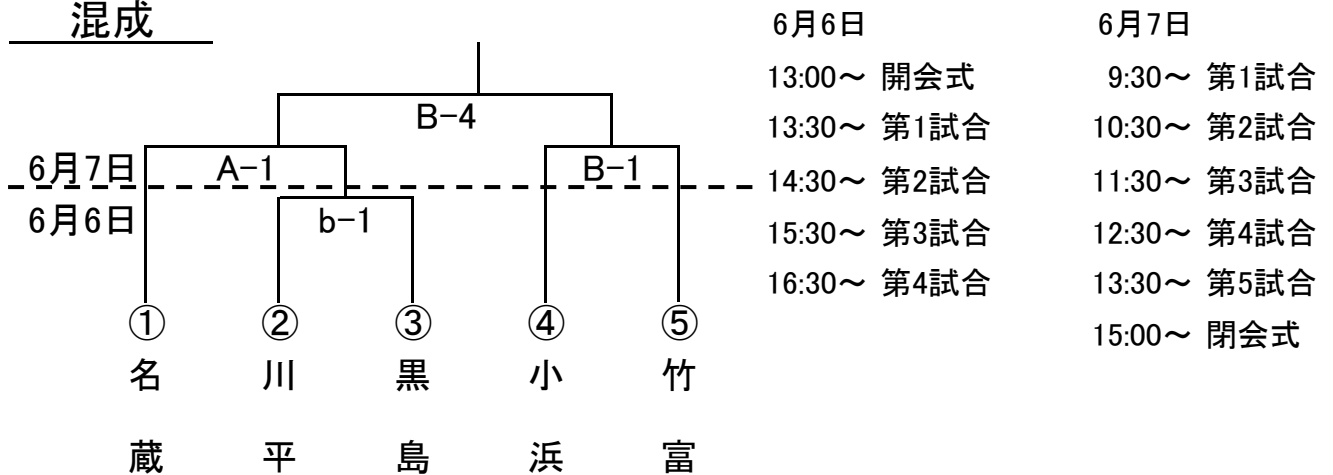 混成
B-4
6月7日
A-1
B-1
6月6日
b-1
① ② ③ ④ ⑤
名蔵
川平
黒島
小浜
竹富
6月6日
13:00～ 開会式
13:30～ 第1試合
14:30～ 第2試合
15:30～ 第3試合
16:30～ 第4試合
6月7日
9:30～ 第1試合
10:30～ 第2試合
11:30～ 第3試合
12:30～ 第4試合
13:30～ 第5試合
15:00～ 閉会式